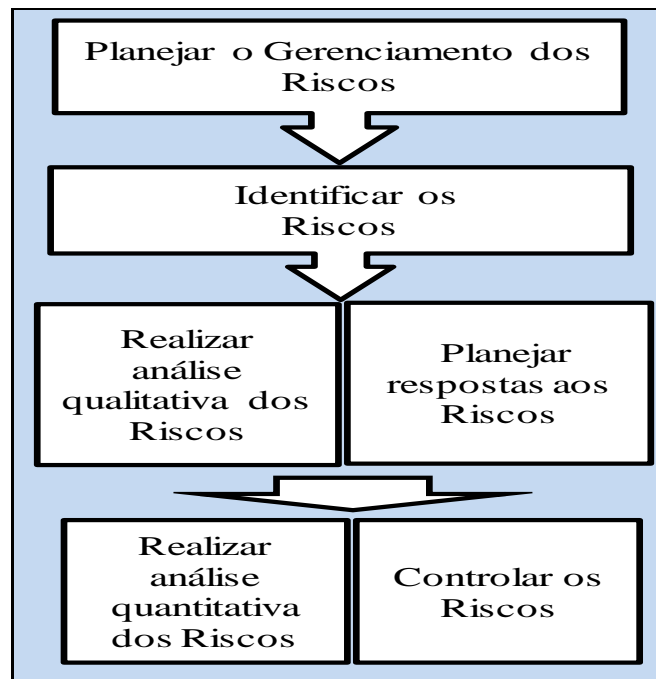 Planejar o Gerenciamento dos
Riscos
Identificar os
Riscos
Realizar
análise
qualitativa dos
Riscos
Planejar
respostas aos
Riscos
Realizar
análise
quantitativa
dos Riscos
Controlar os
Riscos